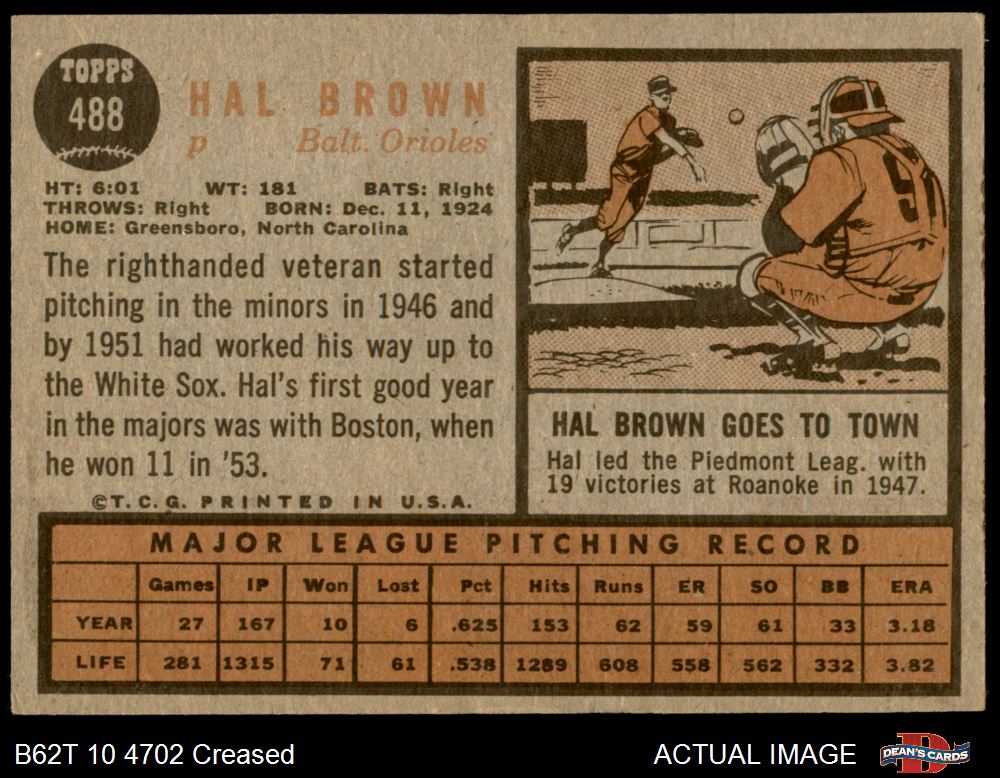 TOPPS
488
HAL BROWN
p Balt. Orioles
HT: 6:01 WT: 181 BATS: Right
THROWS: Right BORN: Dec. 11, 1924
HOME: Greensboro, North Carolina
The righthanded veteran started
pitching in the minors in 1946 and
by 1951 had worked his way up to
the White Sox. Hal's first good year
in the majors was with Boston, when
he won 11 in '53.
©T.C.G. PRINTED IN U.S.A.
HAL BROWN GOES TO TOWN
Hal led the Piedmont Leag. with
19 victories at Roanoke in 1947.
MAJOR LEAGUE PITCHING RECORD
Games IP Won Lost Pct Hits Runs ER SO BB ERA
YEAR 27 167 10 6 .625 153 62 59 61 33 3.18
LIFE 281 1315 71 61 .538 1289 608 558 562 332 3.82
B62T 10 4702 Creased
ACTUAL IMAGE
DEAN'S CARDS